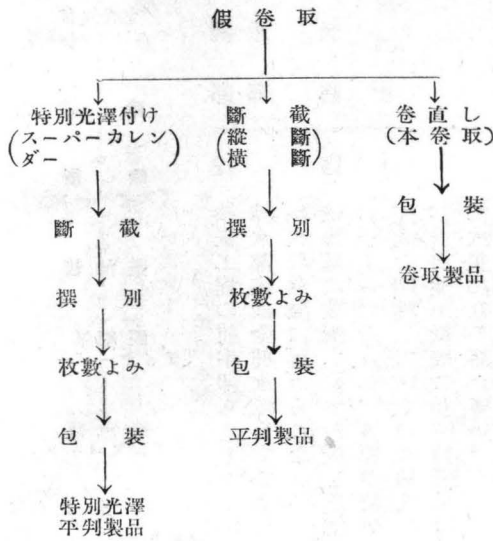 假卷取
特別光澤付け
(スーパーカレンダー)
斷截
撰別
枚數よみ
包裝
特別光澤
平判製品
斷截
(縱斷
橫斷)
撰別
枚數よみ
包裝
平判製品
卷直し
(本卷取)
包裝
卷取製品